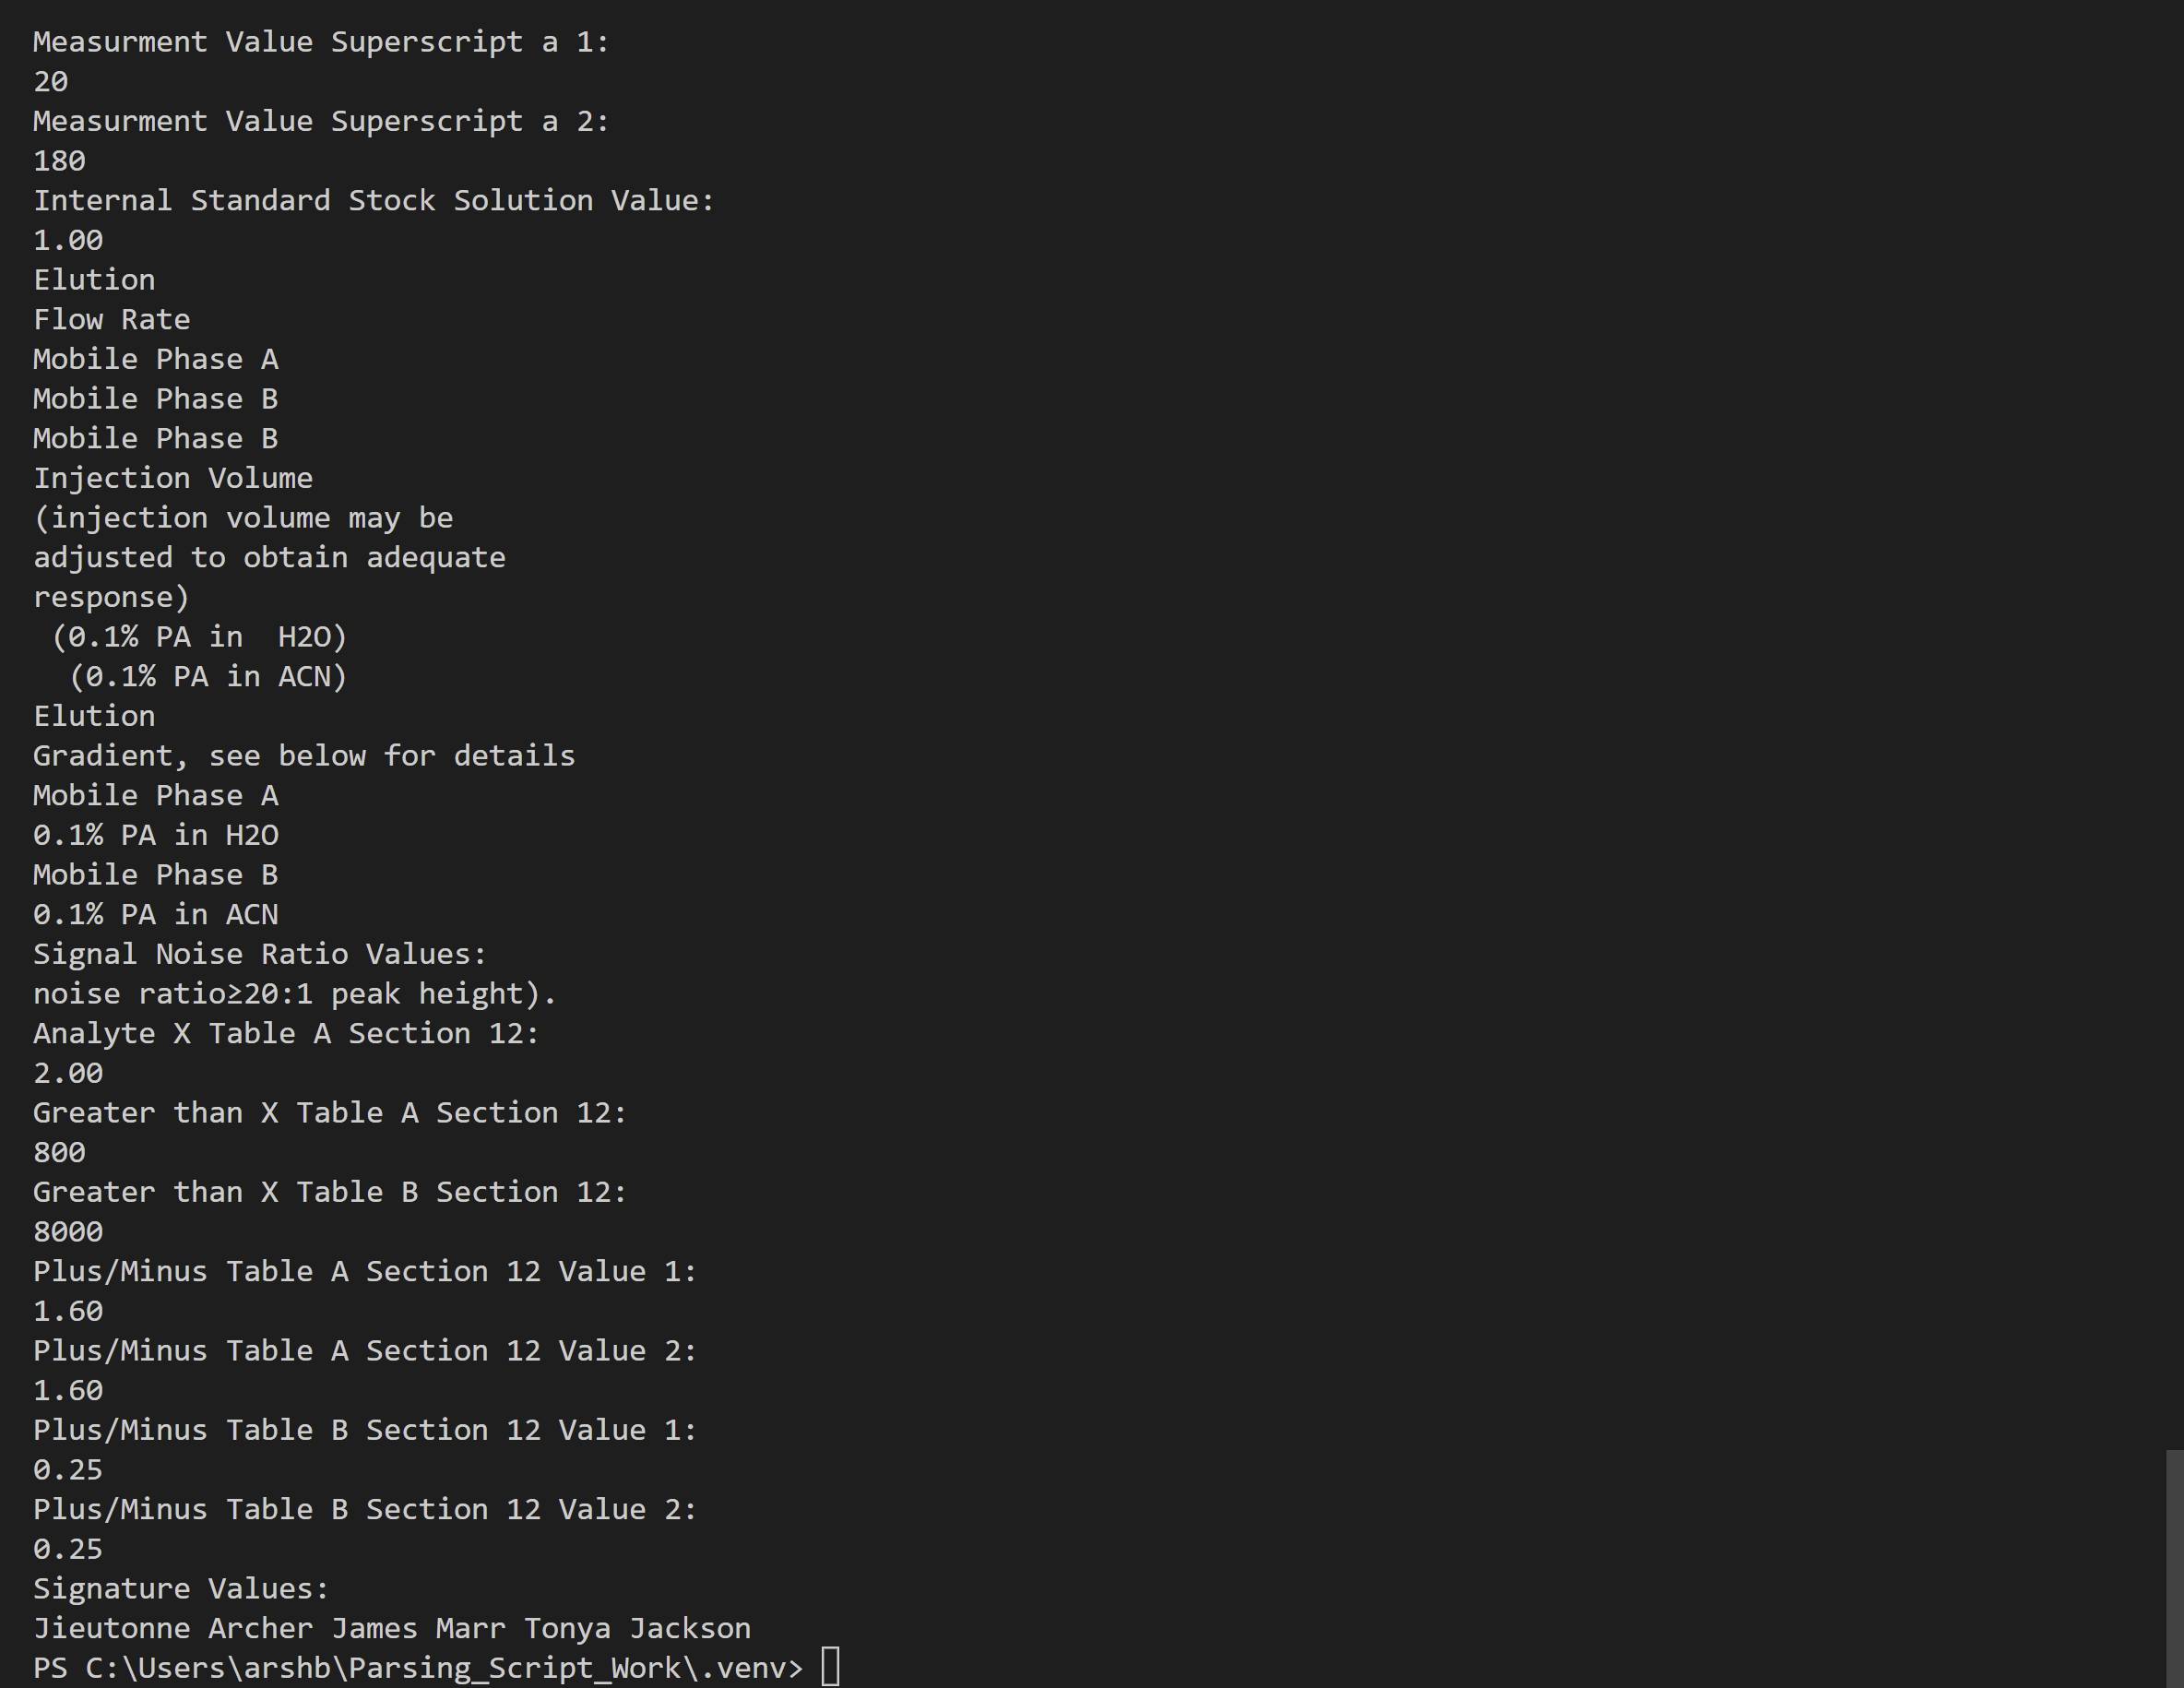 Measurment Value Superscript a 1:
20
Measurment Value Superscript a 2:
180
Internal Standard Stock Solution Value:
1.00
Elution
Flow Rate
Mobile Phase A
Mobile Phase B
Mobile Phase B
Injection Volume
(injection volume may be
adjusted to obtain adequate
response)
 (0.1% PA in  H2O)
  (0.1% PA in ACN)
Elution
Gradient, see below for details
Mobile Phase A
0.1% PA in H2O
Mobile Phase B
0.1% PA in ACN
Signal Noise Ratio Values:
noise ratio≥20:1 peak height).
Analyte X Table A Section 12:
2.00
Greater than X Table A Section 12:
800
Greater than X Table B Section 12:
8000
Plus/Minus Table A Section 12 Value 1:
1.60
Plus/Minus Table A Section 12 Value 2:
1.60
Plus/Minus Table B Section 12 Value 1:
0.25
Plus/Minus Table B Section 12 Value 2:
0.25
Signature Values:
Jieutonne Archer James Marr Tonya Jackson
PS C:\Users\arshb\Parsing_Script_Work\.venv>